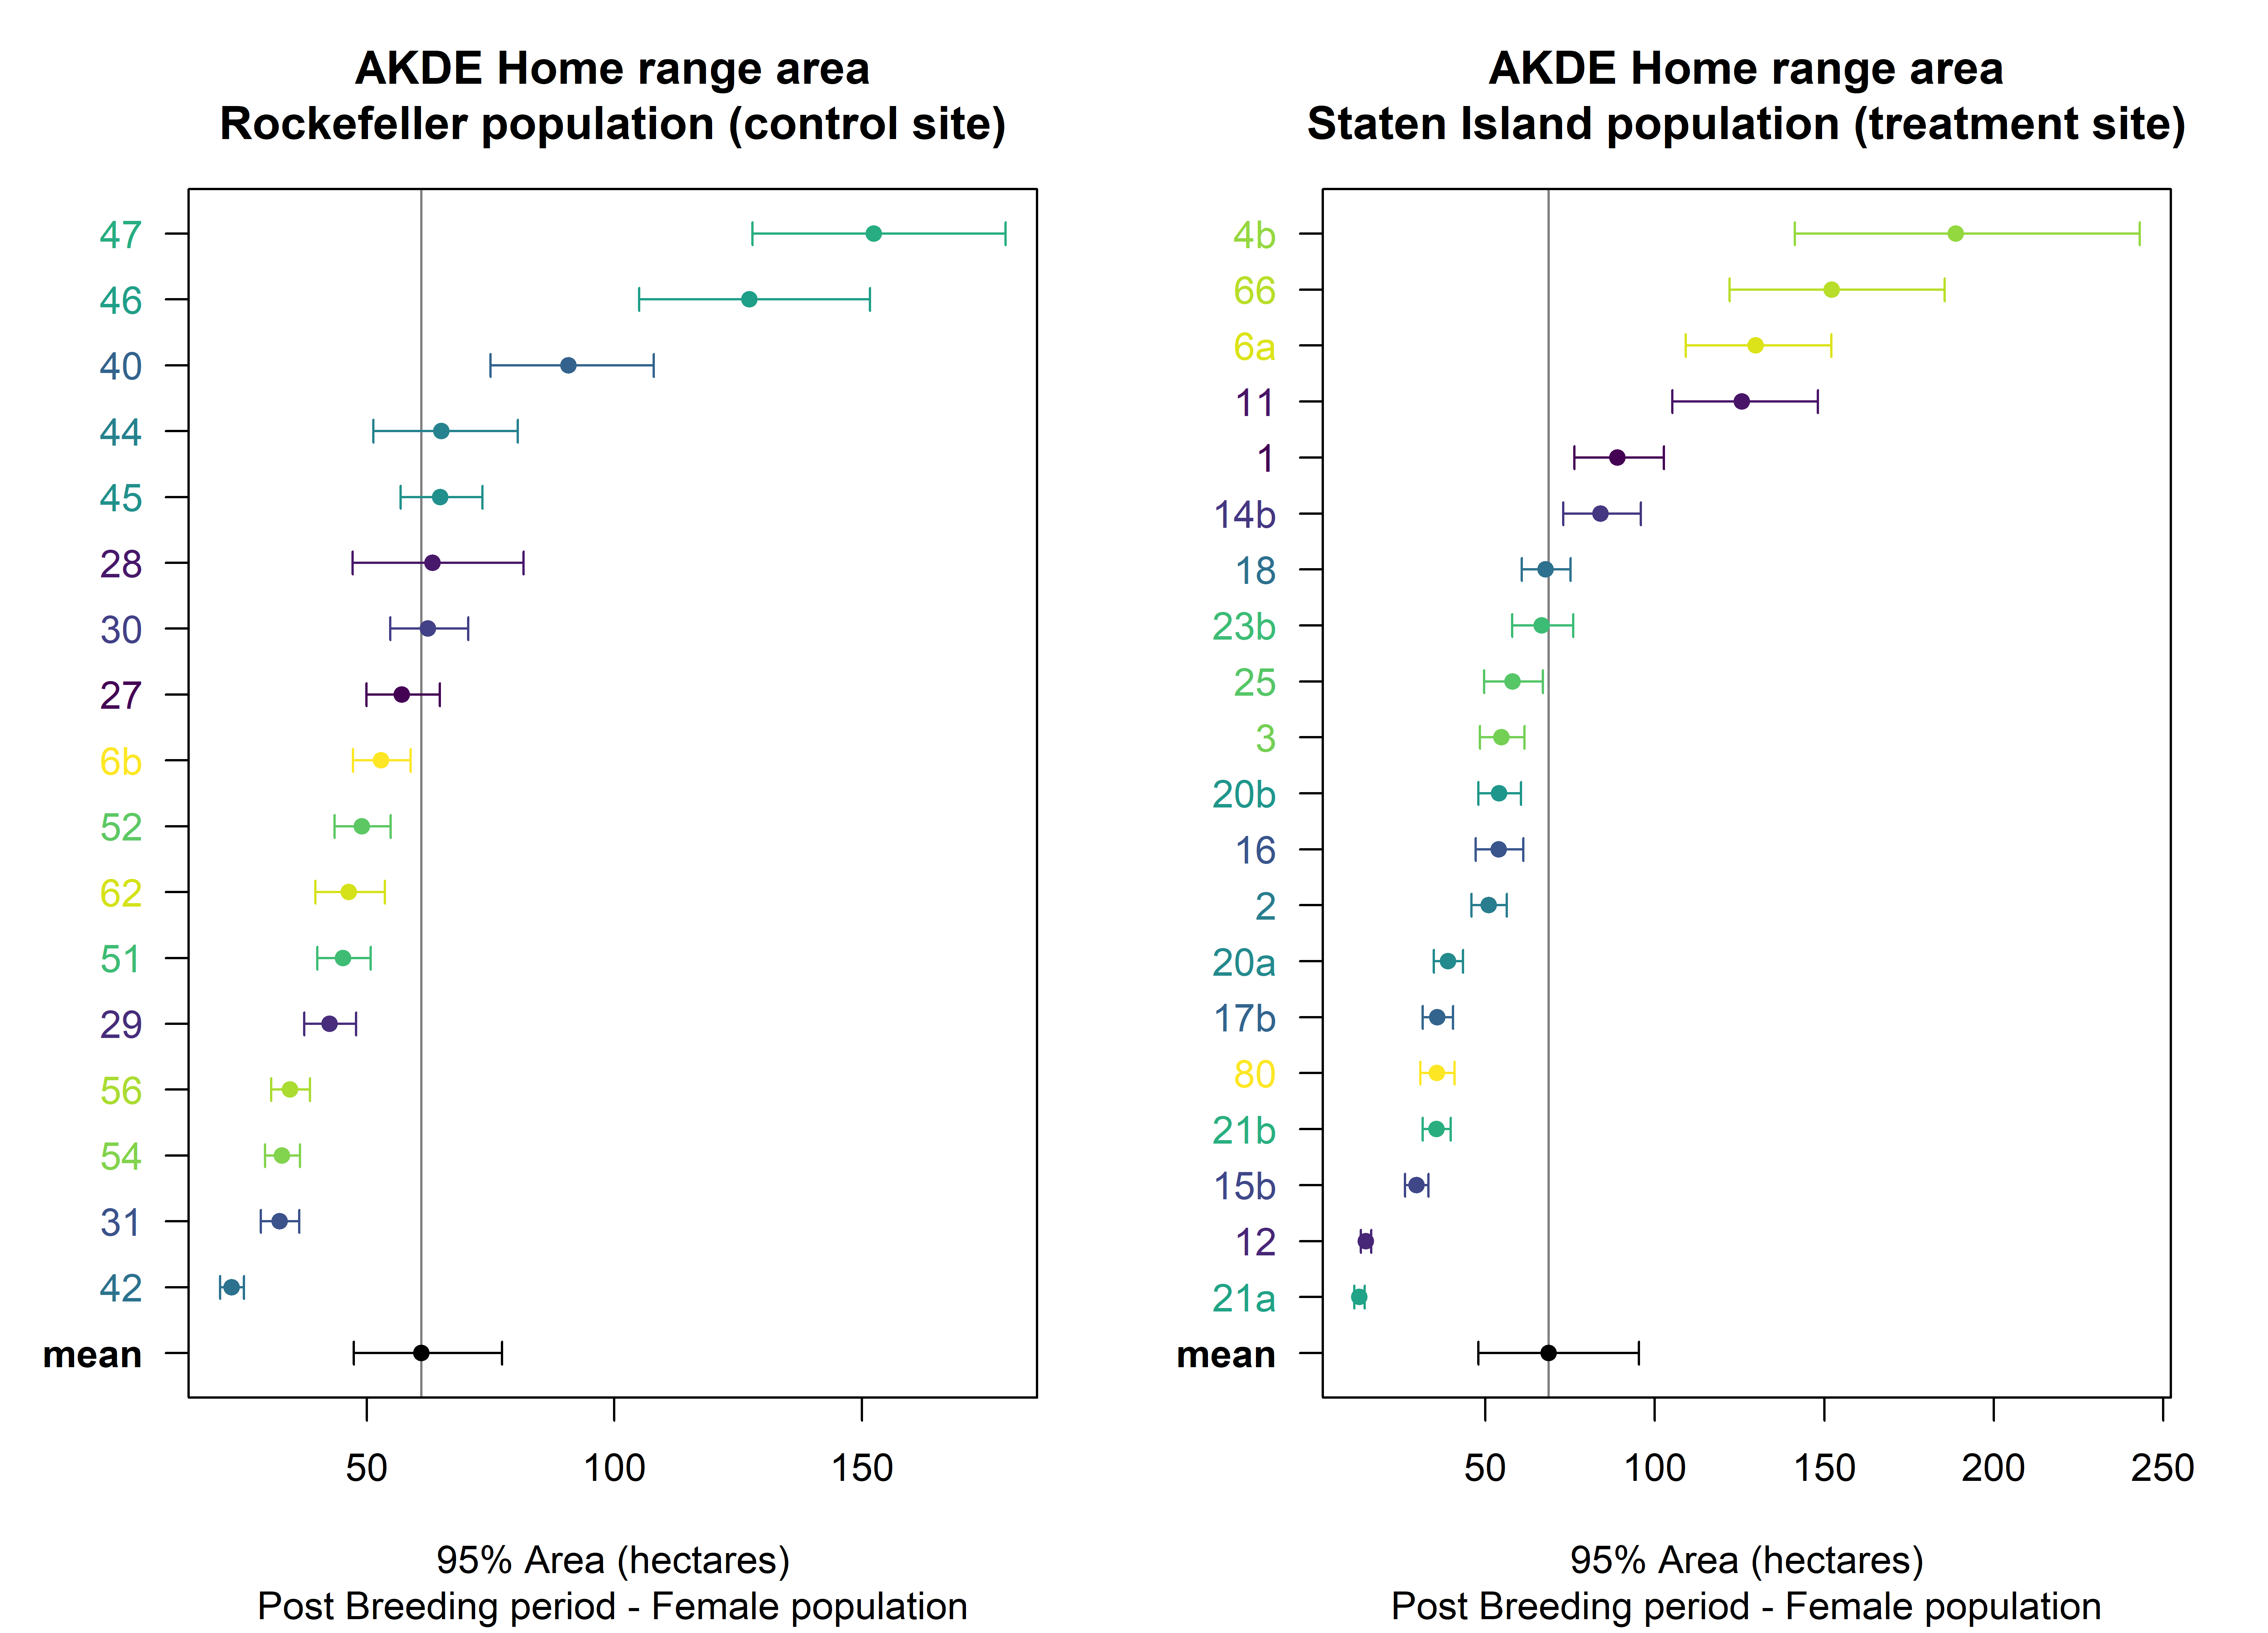 AKDE Home range area
Rockefeller population (control site)
47
46
40
44
45
28
30
27
6b
52
62
51
29
56
54
31
42
mean
50 100 150
95% Area (hectares)
Post Breeding period - Female population
AKDE Home range area
Staten Island population (treatment site)
4b
66
6a
11
1
14b
18
23b
25
3
20b
16
2
20a
17b
80
21b
15b
12
21a
mean
50 100 150 200 250
95% Area (hectares)
Post Breeding period - Female population